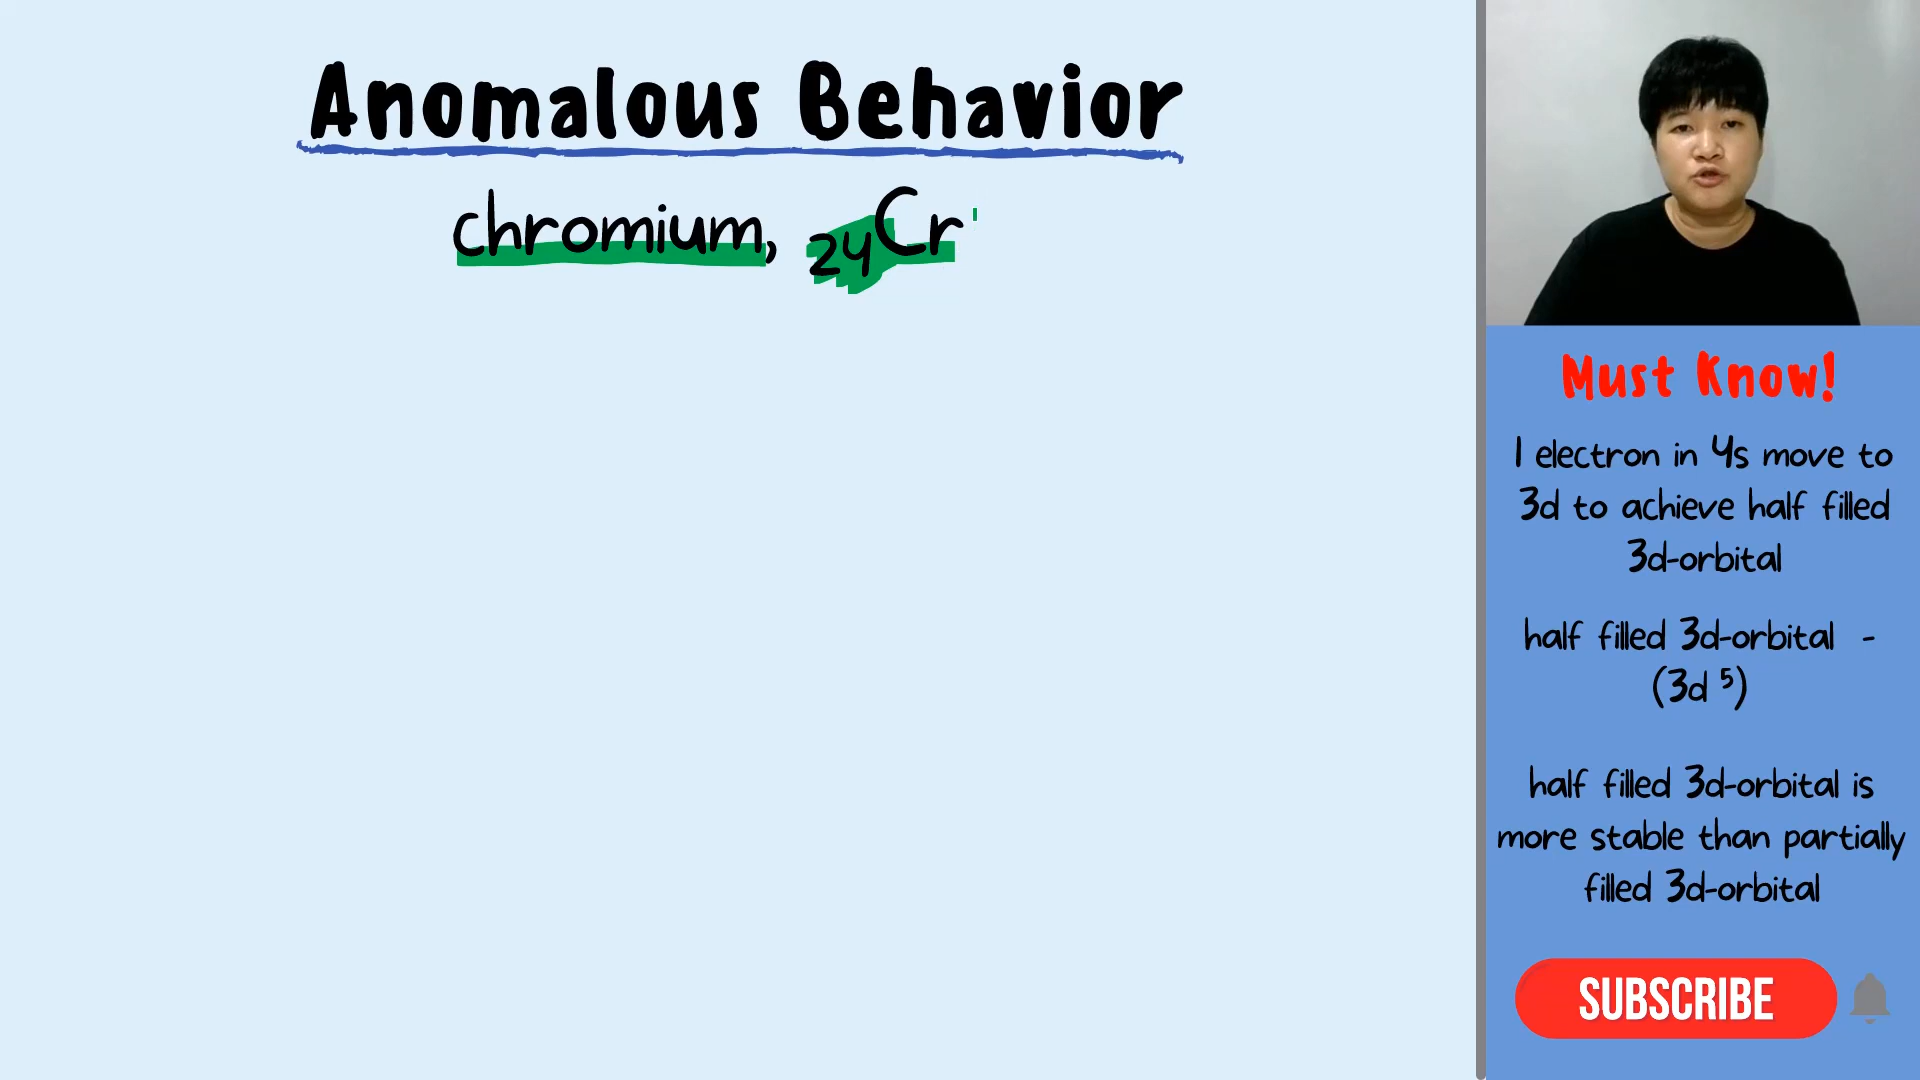 Anomalous Behavior
chromium, ₂₄Cr
Must Know!
1 electron in 4s move to
3d to achieve half filled
3d-orbital
half filled 3d-orbital -
(3d ⁵)
half filled 3d-orbital is
more stable than partially
filled 3d-orbital
SUBSCRIBE